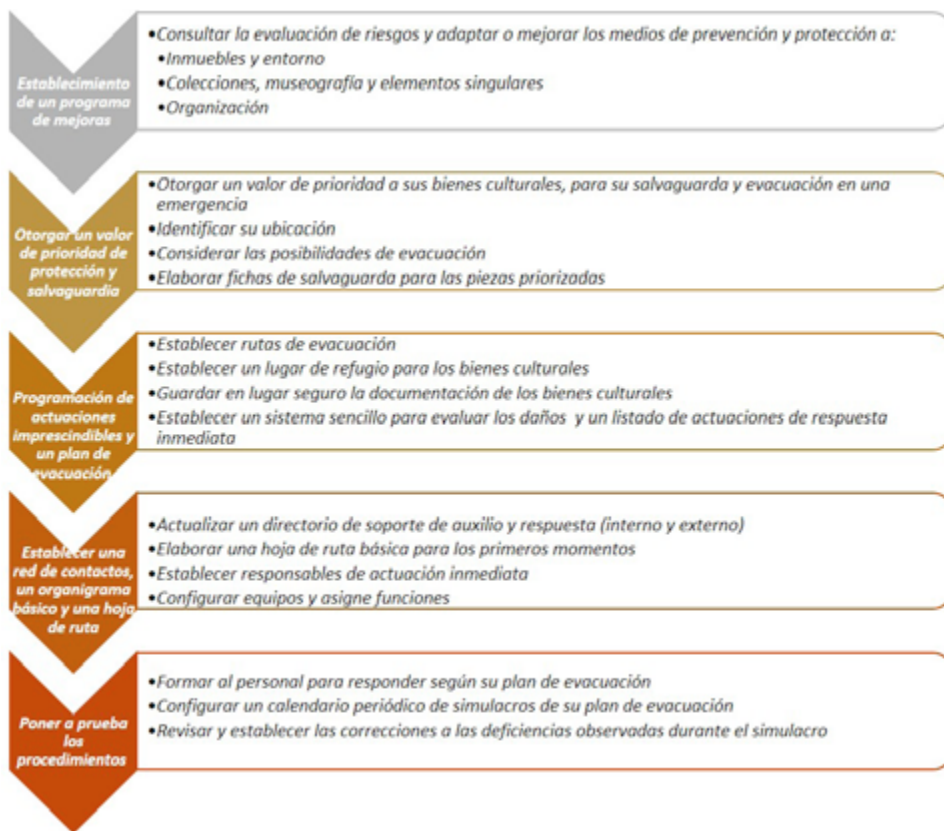 Establecimiento
de un programa
de mejoras
•Consultar la evaluación de riesgos y adaptar o mejorar los medios de prevención y protección a:
•Inmuebles y entorno
•Colecciones, museografía y elementos singulares
•Organización
Otorgar un valor
de prioridad de
protección y
salvaguardia
•Otorgar un valor de prioridad a sus bienes culturales, para su salvaguarda y evacuación en una
emergencia
•Identificar su ubicación
•Considerar las posibilidades de evacuación
•Elaborar fichas de salvaguarda para las piezas priorizadas
Programación de
actuaciones
imprescindibles y
un plan de
evacuación
•Establecer rutas de evacuación
•Establecer un lugar de refugio para los bienes culturales
•Guardar en lugar seguro la documentación de los bienes culturales
•Establecer un sistema sencillo para evaluar los daños y un listado de actuaciones de respuesta
inmediata
Establecer una
red de contactos,
un organigrama
básico y una hoja
de ruta
•Actualizar un directorio de soporte de auxilio y respuesta (interno y externo)
•Elaborar una hoja de ruta básica para los primeros momentos
•Establecer responsables de actuación inmediata
•Configurar equipos y asigne funciones
Poner a prueba
los
procedimientos
•Formar al personal para responder según su plan de evacuación
•Configurar un calendario periódico de simulacros de su plan de evacuación
•Revisar y establecer las correcciones a las deficiencias observadas durante el simulacro